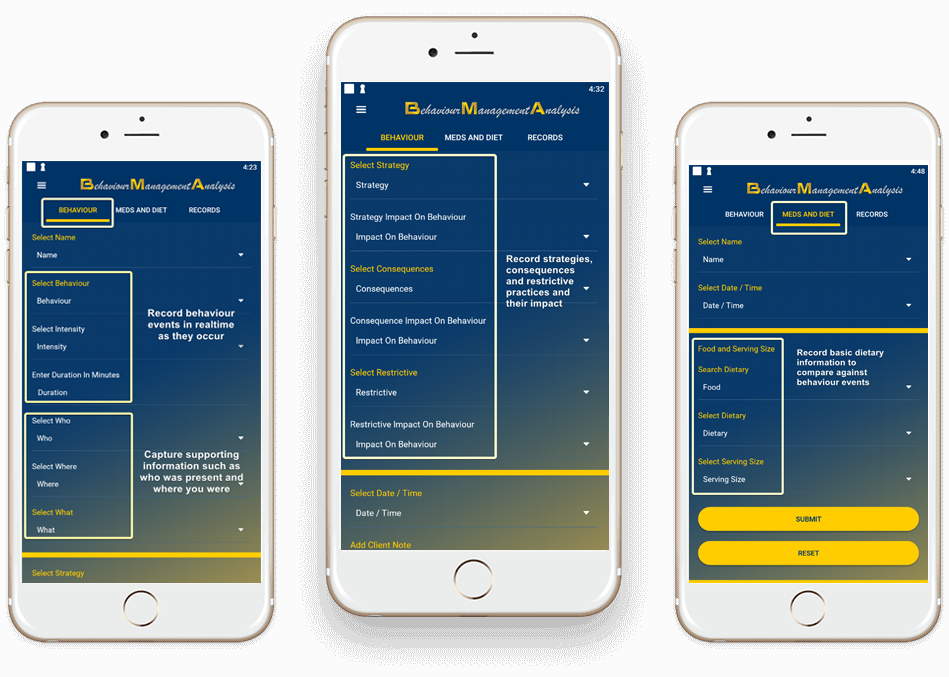 4:23
Behaviour Management Analysis
BEHAVIOUR MEDS AND DIET RECORDS
Select Name
Name
Select Behaviour
Behaviour
Select Intensity
Intensity
Enter Duration In Minutes
Duration
Record behaviour
events in realtime
as they occur
Select Who
Who
Select Where
Where
Select What
What
Capture supporting
information such as
who was present and
where you were
Select Strategy
4:32
Behaviour Management Analysis
BEHAVIOUR MEDS AND DIET RECORDS
Select Strategy
Strategy
Strategy Impact On Behaviour
Impact On Behaviour
Select Consequences
Consequences
Consequence Impact On Behaviour
Impact On Behaviour
Select Restrictive
Restrictive
Restrictive Impact On Behaviour
Impact On Behaviour
Record strategies,
consequences
and restrictive
practices and
their impact
Select Date / Time
Date / Time
Add Client Note
4:48
Behaviour Management Analysis
BEHAVIOUR MEDS AND DIET RECORDS
Select Name
Name
Select Date / Time
Date / Time
Food and Serving Size
Search Dietary
Food
Select Dietary
Dietary
Select Serving Size
Serving Size
Record basic dietary
information to
compare against
behaviour events
SUBMIT
RESET